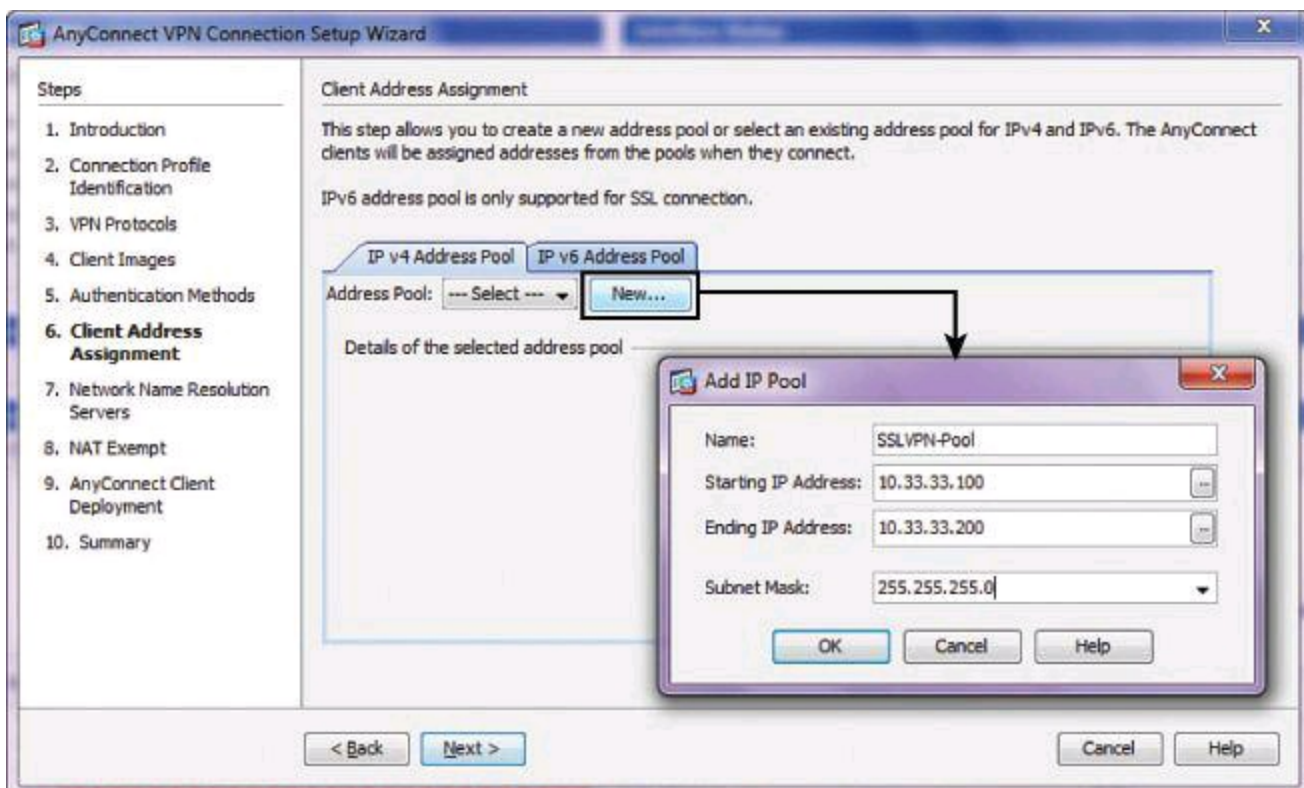 AnyConnect VPN Connection Setup Wizard
Steps
1. Introduction
2. Connection Profile
Identification
3. VPN Protocols
4. Client Images
5. Authentication Methods
6. Client Address
Assignment
7. Network Name Resolution
Servers
8. NAT Exempt
9. AnyConnect Client
Deployment
10. Summary
Client Address Assignment
This step allows you to create a new address pool or select an existing address pool for IPv4 and IPv6. The AnyConnect
clients will be assigned addresses from the pools when they connect.
IPv6 address pool is only supported for SSL connection.
IP v4 Address Pool IP v6 Address Pool
Address Pool: --- Select --- New...
Details of the selected address pool
Add IP Pool
Name: SSLVPN-Pool
Starting IP Address: 10.33.33.100 ...
Ending IP Address: 10.33.33.200 ...
Subnet Mask: 255.255.255.0
OK Cancel Help
< Back Next > Cancel Help